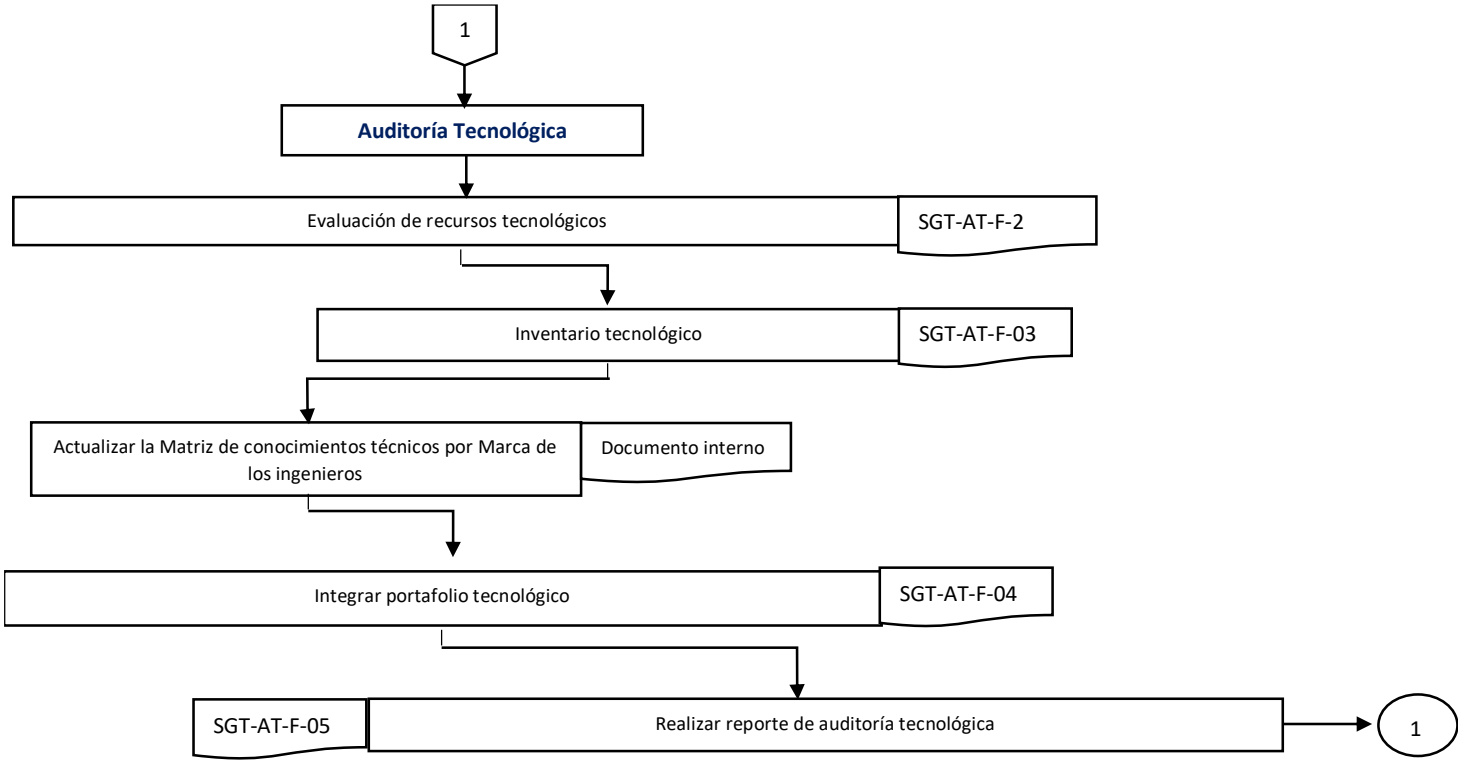 1
Auditoría Tecnológica
Evaluación de recursos tecnológicos
SGT-AT-F-2
Inventario tecnológico
SGT-AT-F-03
Actualizar la Matriz de conocimientos técnicos por Marca de
los ingenieros
Documento interno
Integrar portafolio tecnológico
SGT-AT-F-04
SGT-AT-F-05
Realizar reporte de auditoría tecnológica
1